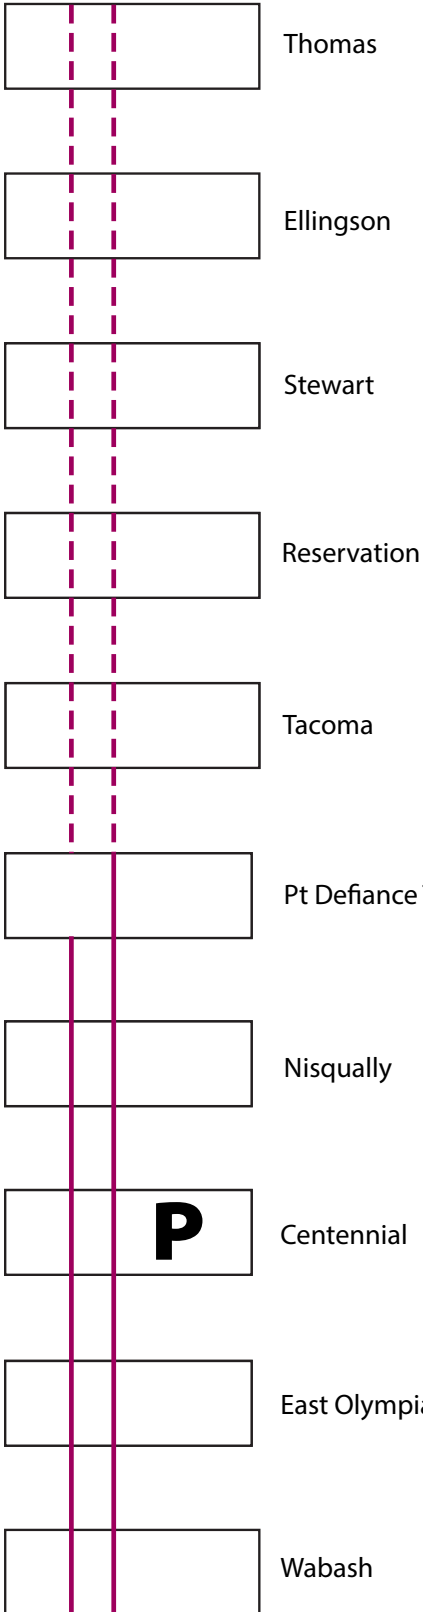 Thomas
Ellingson
Stewart
Reservation
Tacoma
Pt Defiance
Nisqually
P
Centennial
East Olympia
Wabash